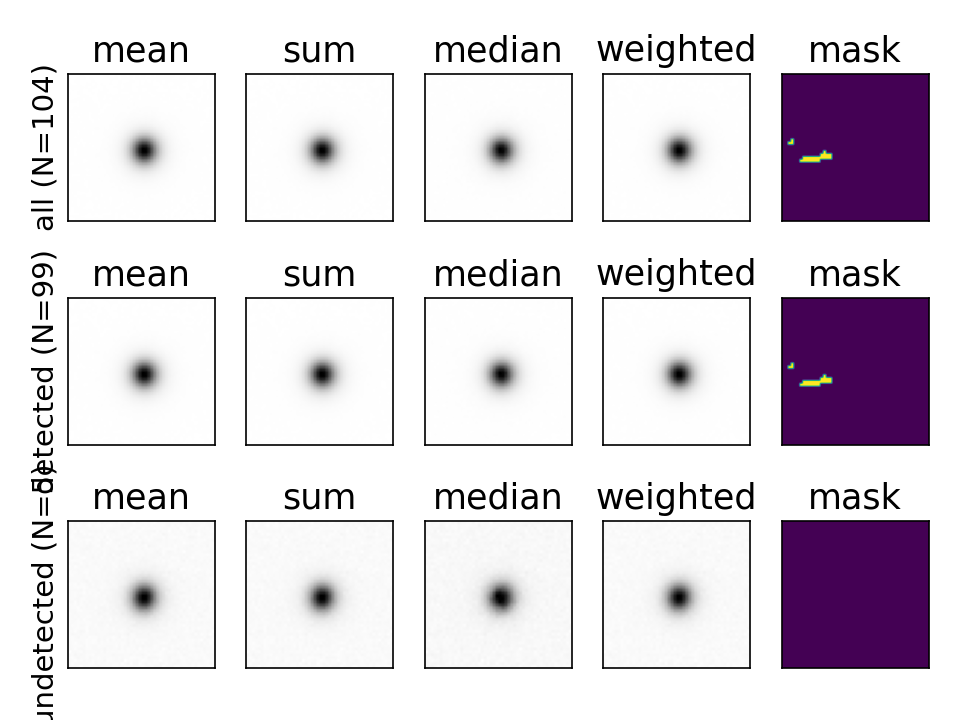 mean sum median weighted mask
all (N=104)
mean sum median weighted mask
detected (N=99)
mean sum median weighted mask
undetected (N=5)